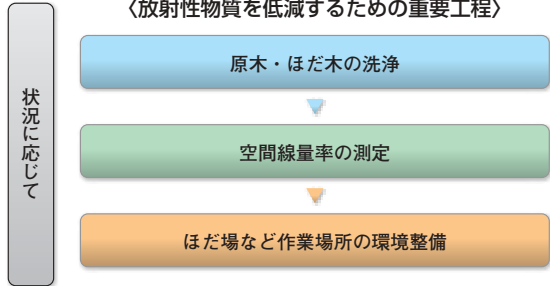 〈放射性物質を低減するための重要工程〉
状況に応じて
原木・ほだ木の洗浄
空間線量率の測定
ほだ場など作業場所の環境整備